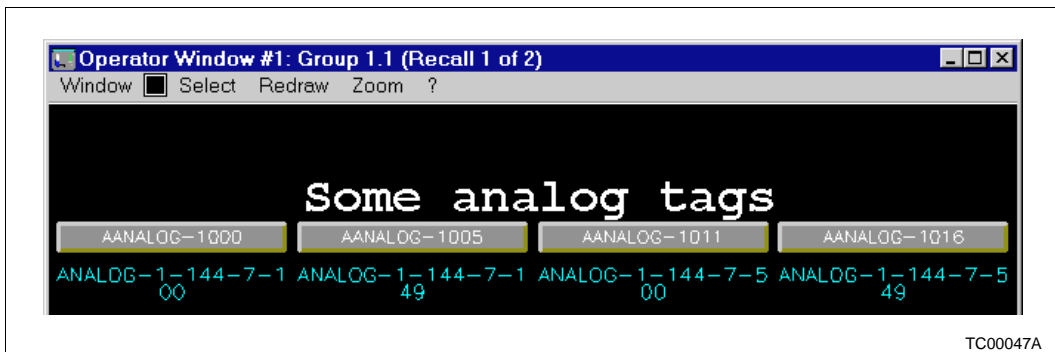 Operator Window #1: Group 1.1 (Recall 1 of 2)
Window Select Redraw Zoom ?
Some analog tags
AANALOG-1000 AANALOG-1005 AANALOG-1011 AANALOG-1016
ANALOG-1-144-7-1 ANALOG-1-144-7-1 ANALOG-1-144-7-5 ANALOG-1-144-7-5
00 49 00 49
TC00047A